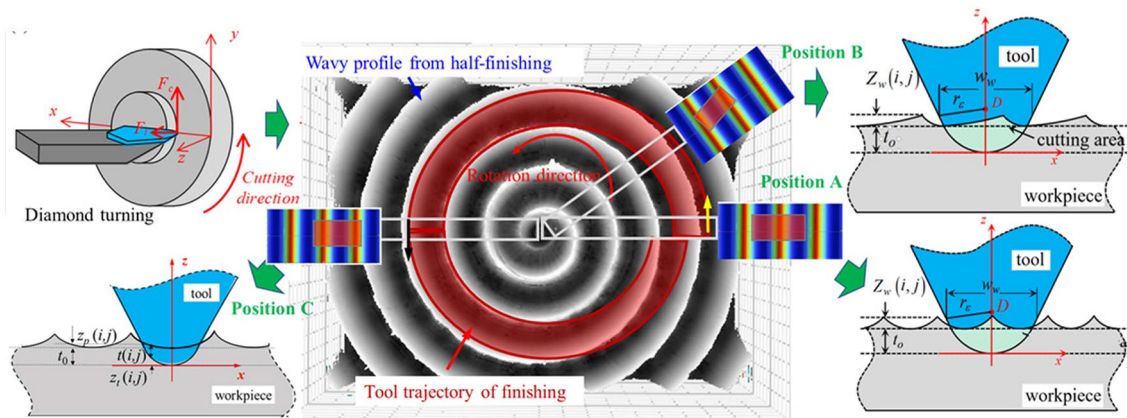 y
x
F_c
F_t
z
Cutting
direction
Diamond turning
Wavy profile from half-finishing
Rotation direction
Tool trajectory of finishing
Position B
Position A
Position C
z
tool
Z_w(i, j)
w_w
r_ε
D
t_o
cutting area
x
workpiece
z
tool
Z_w(i, j)
w_w
r_ε
D
t_o
x
workpiece
z
tool
z_p(i,j)
t_0
t(i,j)
z_t(i,j)
x
workpiece